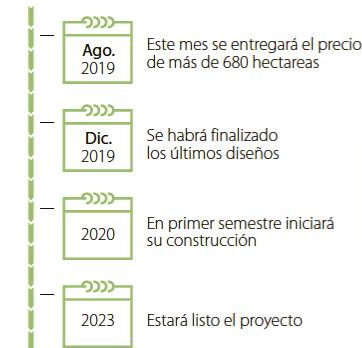 Ago.
2019
Este mes se entregará el precio
de más de 680 hectareas
Dic.
2019
Se habrá finalizado
los últimos diseños
2020
En primer semestre iniciará
su construcción
2023
Estará listo el proyecto